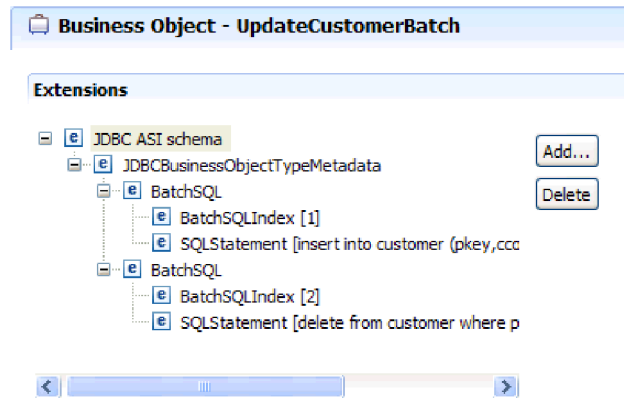 Business Object - UpdateCustomerBatch
Extensions
JDBC ASI schema
Add...
JDBCBusinessObjectTypeMetadata
BatchSQL
Delete
BatchSQLIndex [1]
SQLStatement [insert into customer (pkey,cco
BatchSQL
BatchSQLIndex [2]
SQLStatement [delete from customer where p